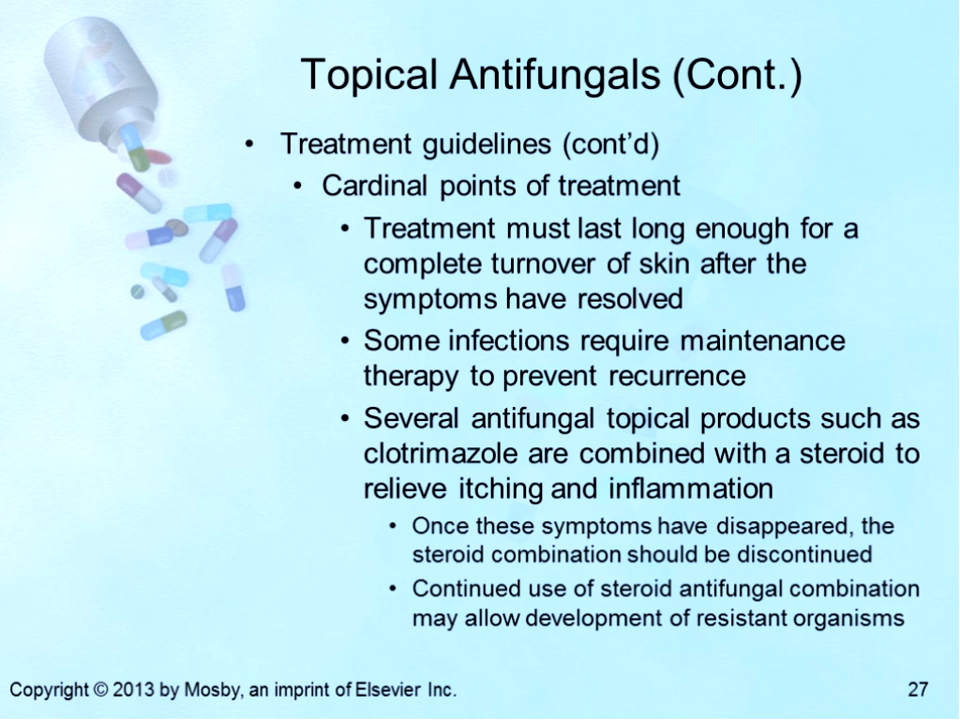 Topical Antifungals (Cont.)
• Treatment guidelines (cont’d)
• Cardinal points of treatment
• Treatment must last long enough for a
complete turnover of skin after the
symptoms have resolved
• Some infections require maintenance
therapy to prevent recurrence
• Several antifungal topical products such as
clotrimazole are combined with a steroid to
relieve itching and inflammation
• Once these symptoms have disappeared, the
steroid combination should be discontinued
• Continued use of steroid antifungal combination
may allow development of resistant organisms
Copyright © 2013 by Mosby, an imprint of Elsevier Inc.
27